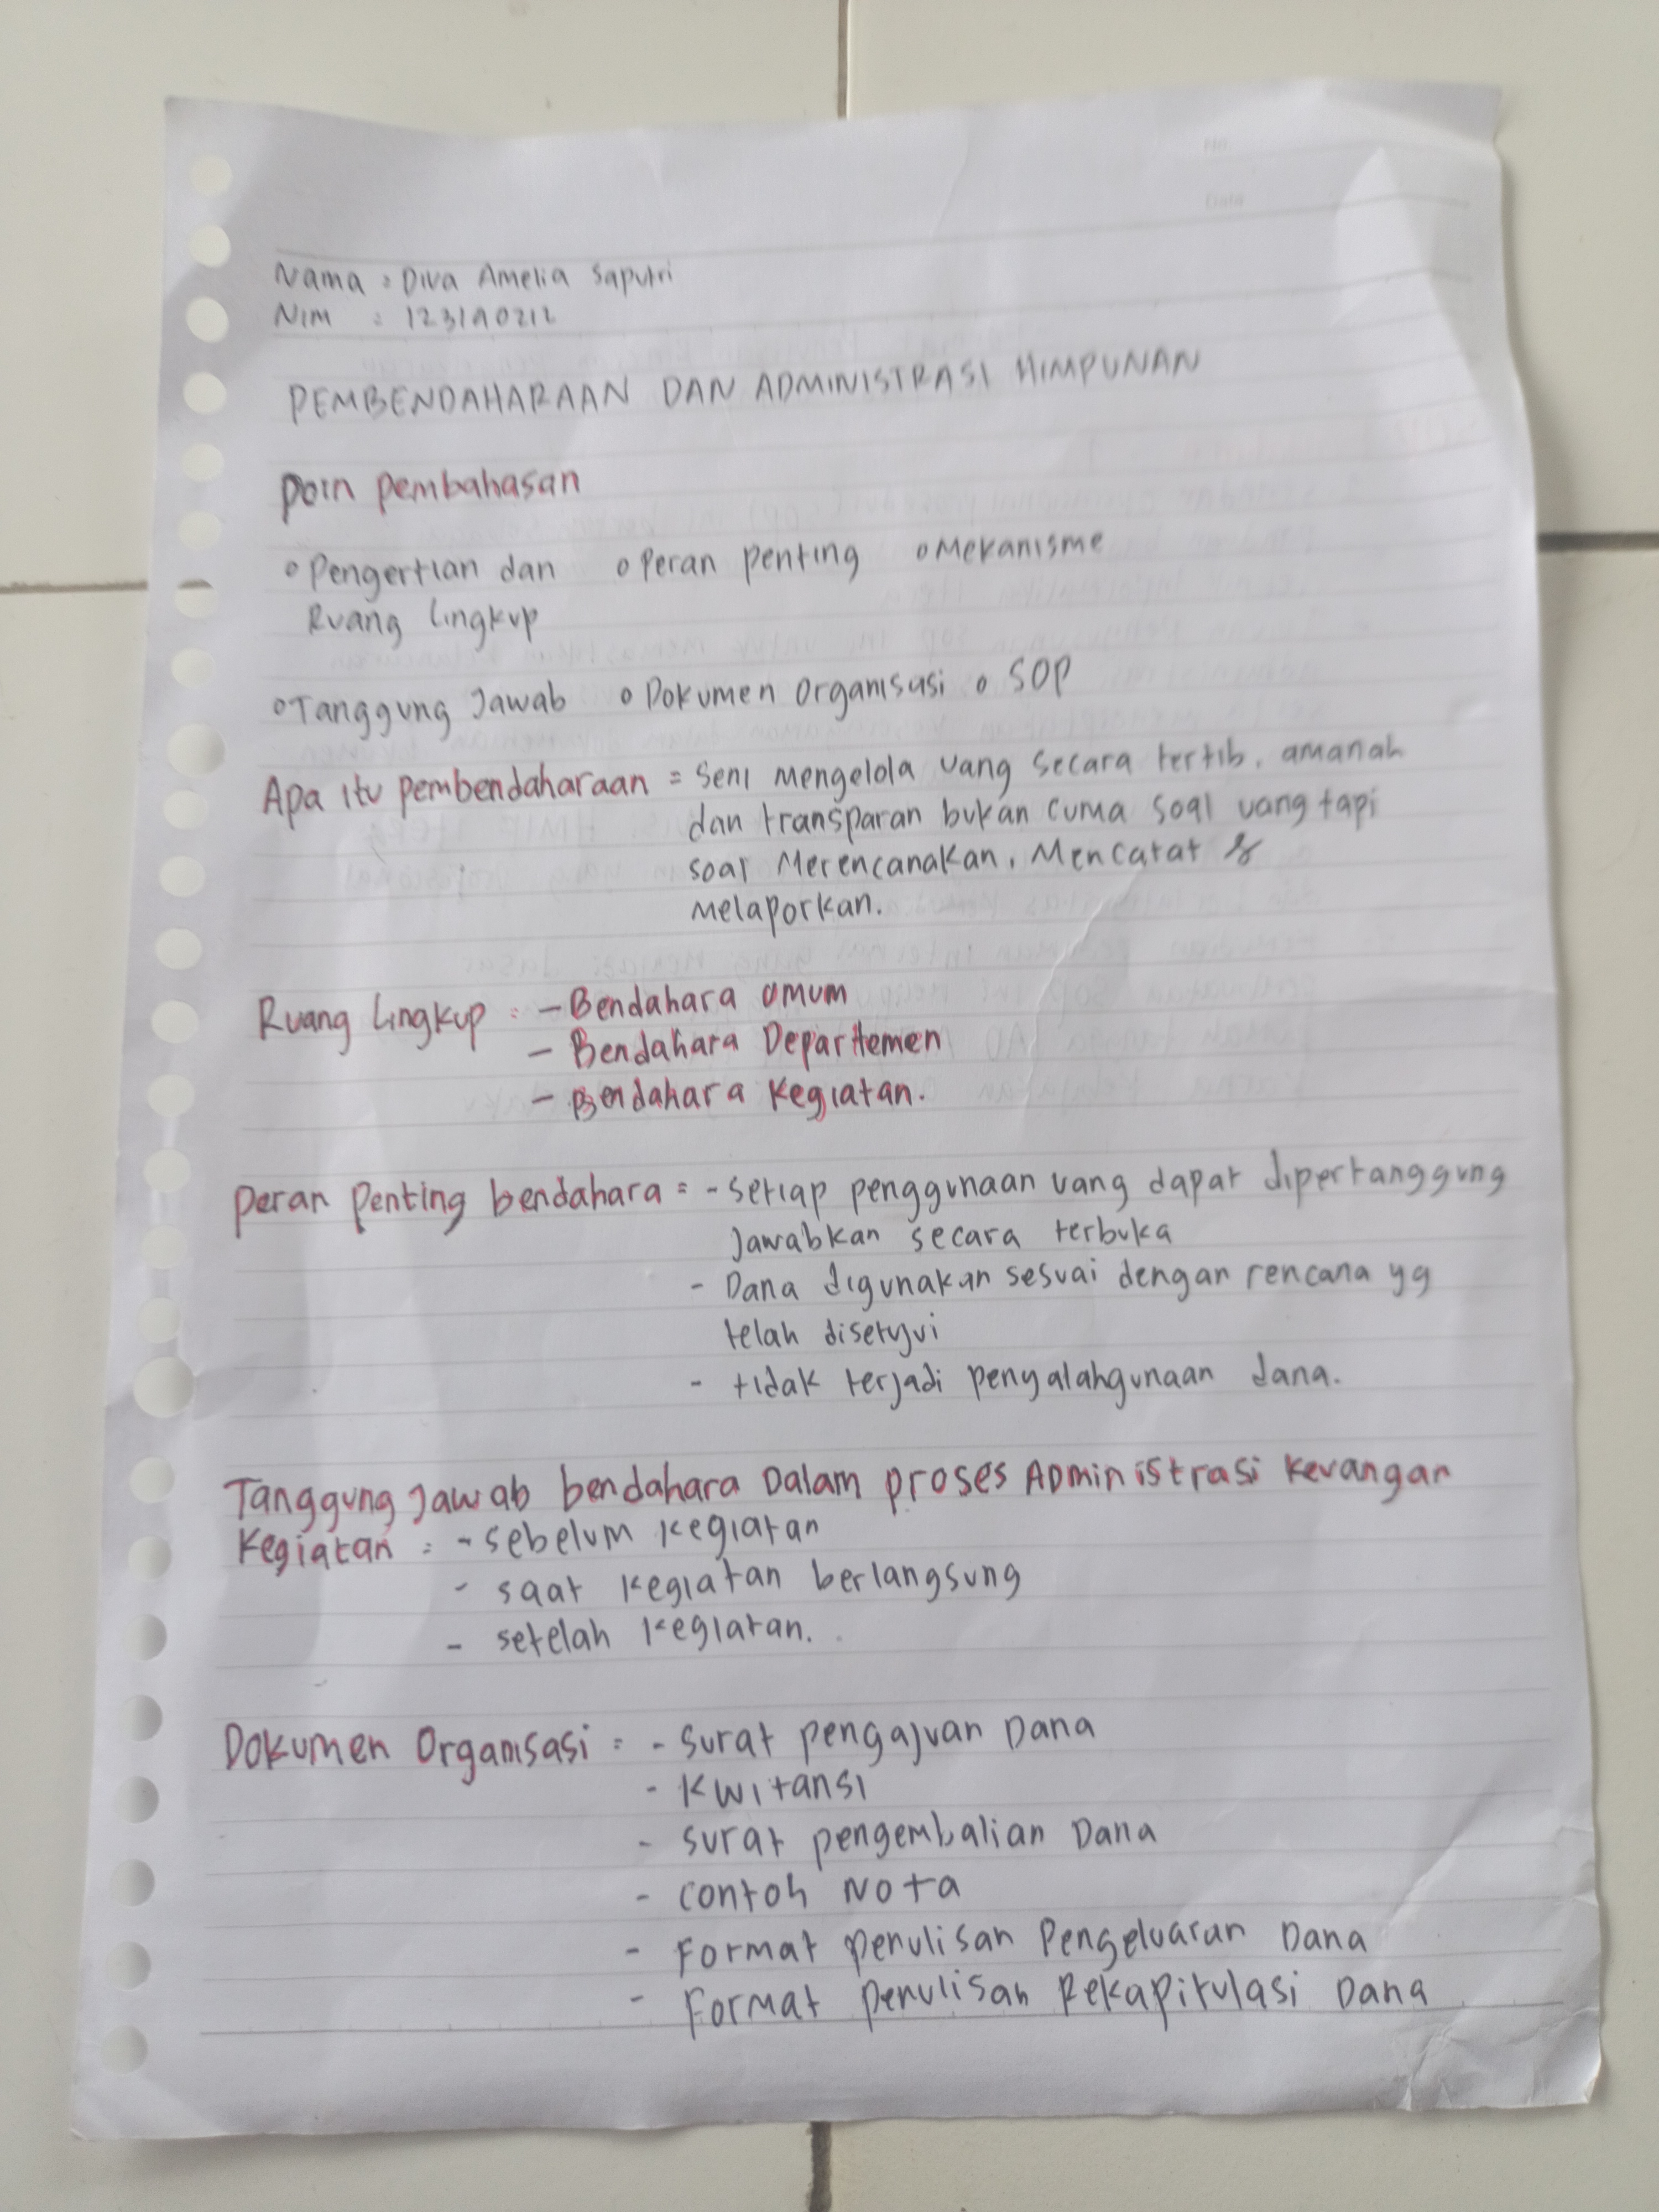 No.
Date
Nama : Diva Amelia Saputri
Nim : 123190212
PEMBENDAHARAAN DAN ADMINISTRASI HIMPUNAN
Poin pembahasan
o Pengertian dan o Peran penting o Mekanisme
Ruang lingkup
o Tanggung Jawab o Dokumen Organisasi o SOP
Apa itu pembendaharaan = Seni mengelola uang secara tertib, amanah
dan transparan bukan cuma soal uang tapi
soal Merencanakan, Mencatat &
Melaporkan.
Ruang lingkup : - Bendahara Umum
- Bendahara Departemen
- Bendahara Kegiatan.
Peran Penting bendahara = - setiap penggunaan uang dapat dipertanggung
Jawabkan secara terbuka
- Dana digunakan sesuai dengan rencana yg
telah disetujui
- tidak terjadi penyalahgunaan dana.
Tanggung Jawab bendahara Dalam proses Administrasi Keuangan
Kegiatan : - sebelum kegiatan
- saat kegiatan berlangsung
- setelah kegiatan.
Dokumen Organisasi : - Surat pengajuan Dana
- Kwitansi
- surat pengembalian Dana
- contoh Nota
- Format penulisan Pengeluaran Dana
- Format penulisan Rekapitulasi Dana